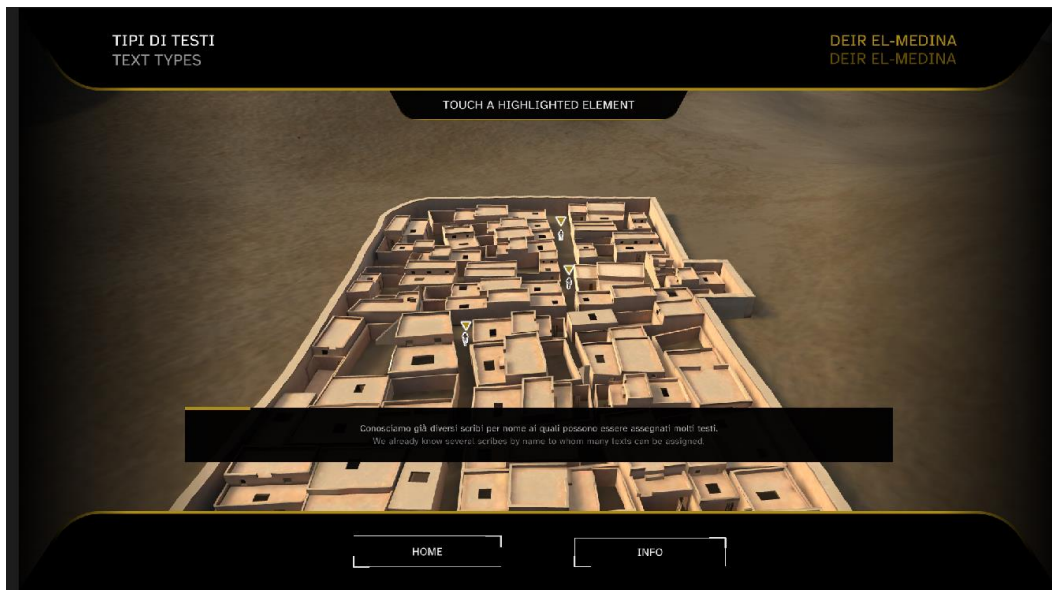 TIPI DI TESTI
TEXT TYPES
DEIR EL-MEDINA
DEIR EL-MEDINA
TOUCH A HIGHLIGHTED ELEMENT
Conosciamo già diversi scribi per nome ai quali possono essere assegnati molti testi.
We already know several scribes by name to whom many texts can be assigned.
HOME
INFO